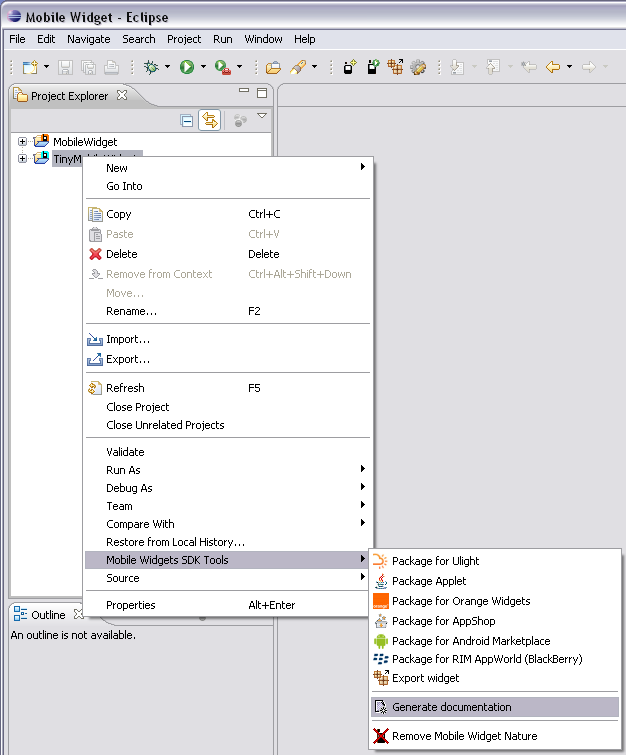 Mobile Widget - Eclipse
File Edit Navigate Search Project Run Window Help
Project Explorer
MobileWidget
New
Go Into
Copy Ctrl+C
Paste Ctrl+V
Delete Delete
Remove from Context Ctrl+Alt+Shift+Down
Move...
Rename... F2
Import...
Export...
Refresh F5
Close Project
Close Unrelated Projects
Validate
Run As
Debug As
Team
Compare With
Restore from Local History...
Mobile Widgets SDK Tools
Source
Properties Alt+Enter
Package for Ulight
Package Applet
Package for Orange Widgets
Package for AppShop
Package for Android Marketplace
Package for RIM AppWorld (BlackBerry)
Export widget
Generate documentation
Remove Mobile Widget Nature
Outline
An outline is not available.